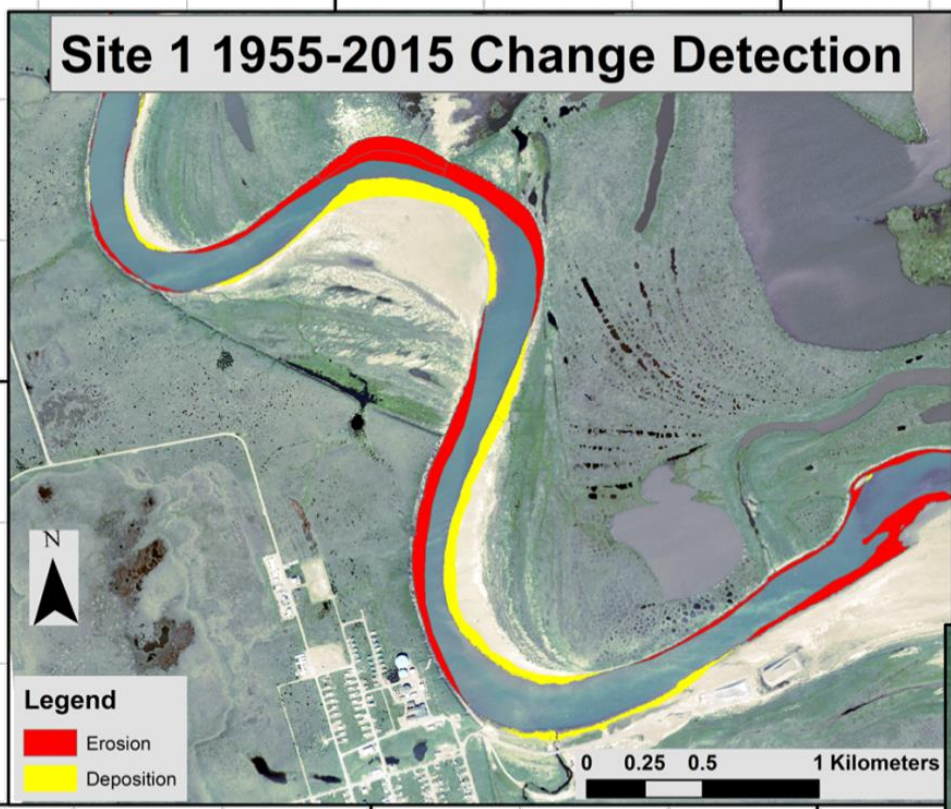 Site 1 1955-2015 Change Detection
N
Legend
Erosion
Deposition
0 0.25 0.5 1 Kilometers